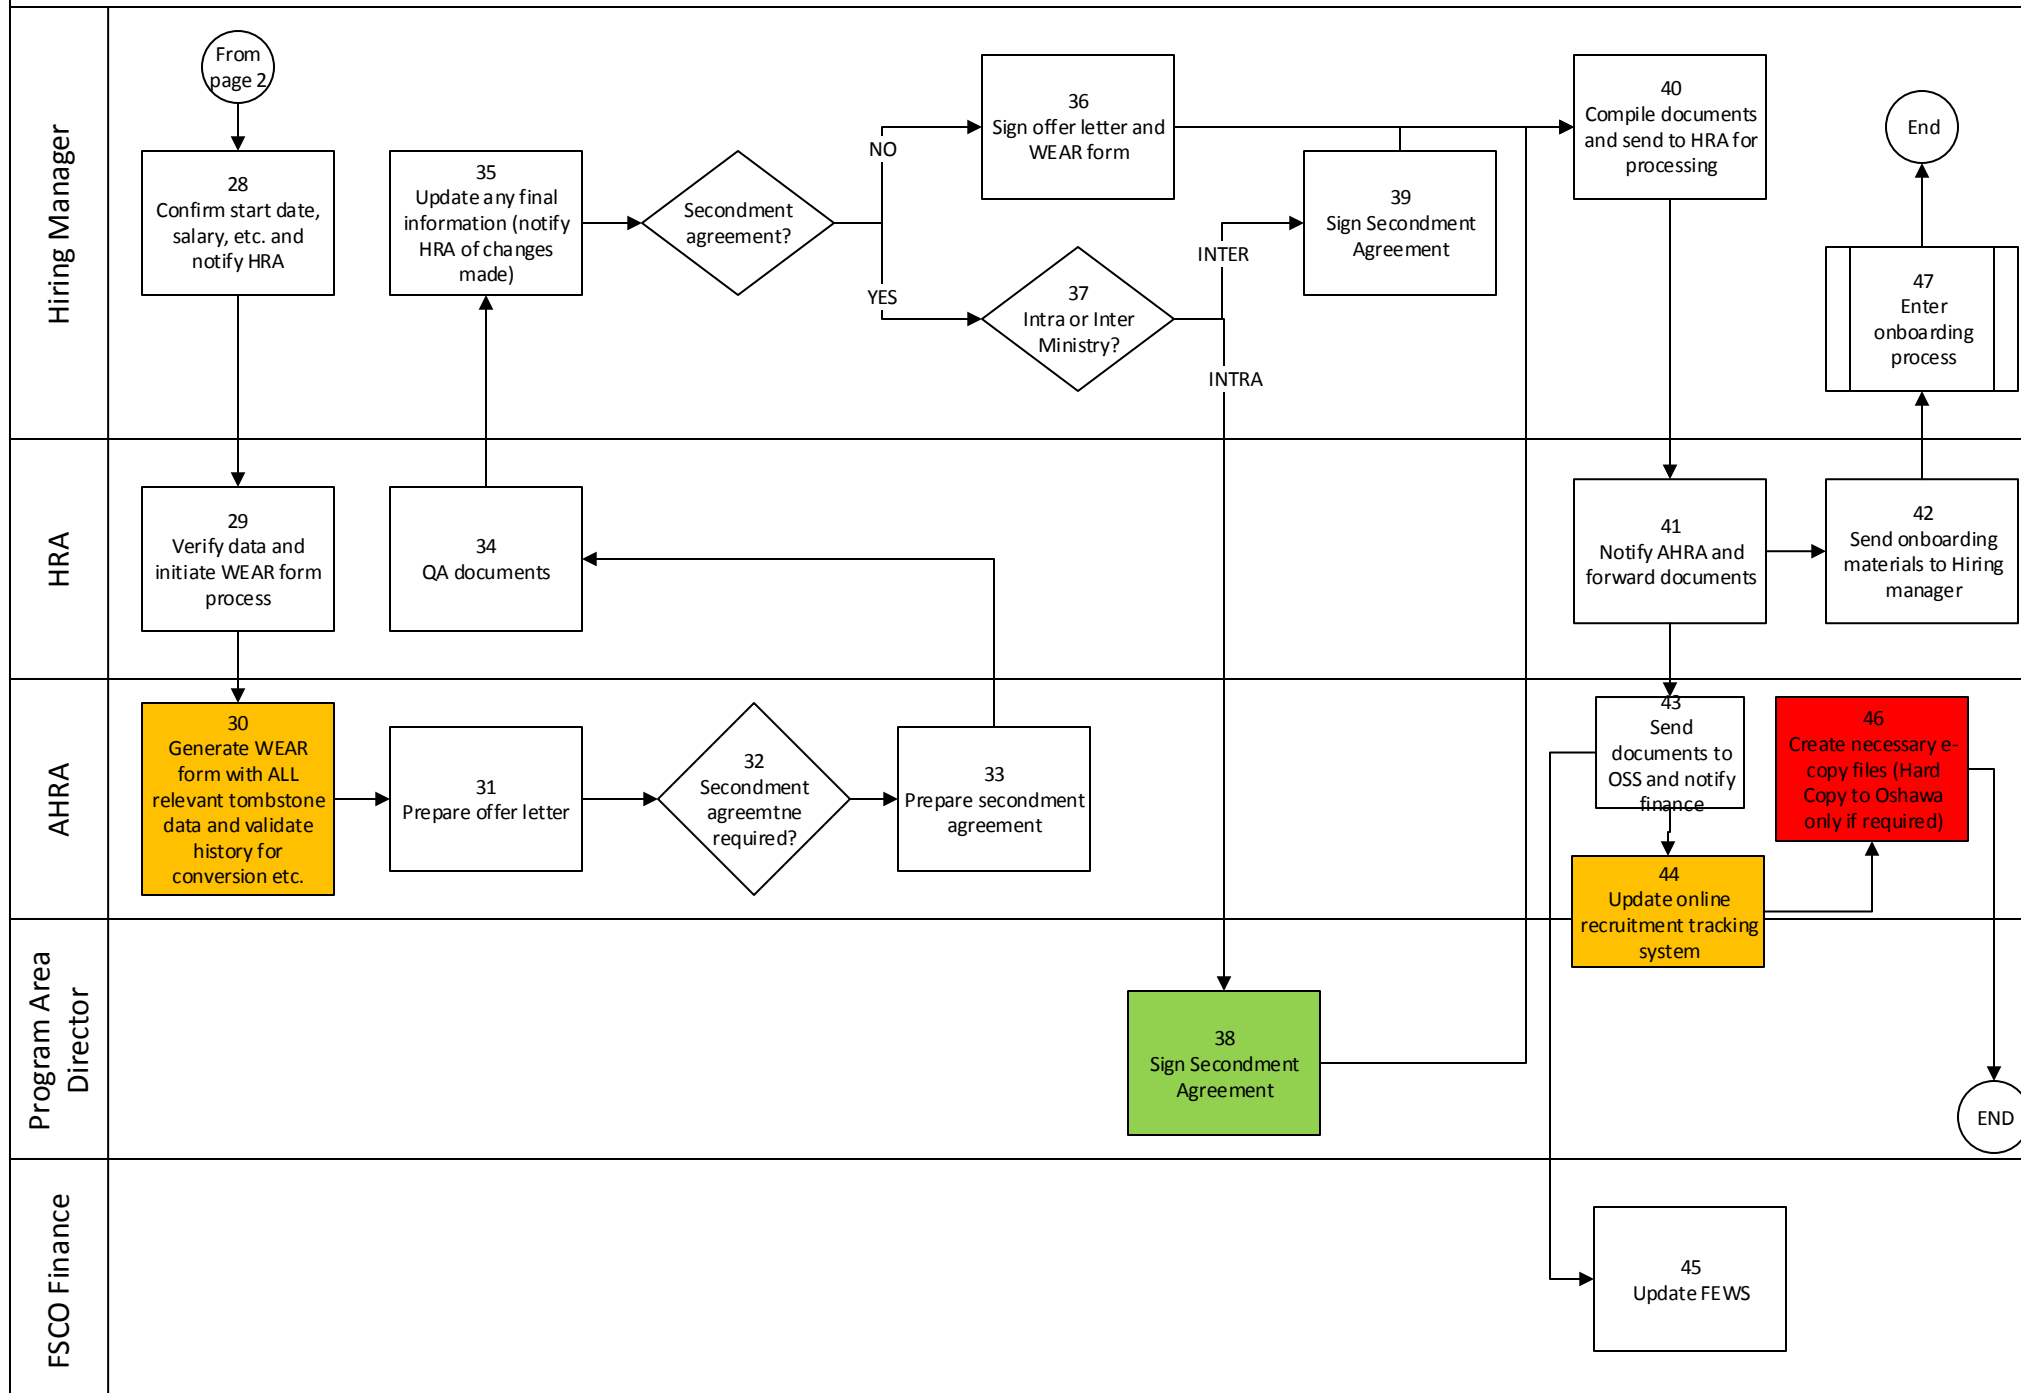 Hiring Manager
From
page 2
28
Confirm start date,
salary, etc. and
notify HRA
35
Update any final
information (notify
HRA of changes
made)
Secondment
agreement?
NO
YES
36
Sign offer letter and
WEAR form
37
Intra or Inter
Ministry?
INTER
INTRA
39
Sign Secondment
Agreement
40
Compile documents
and send to HRA for
processing
End
47
Enter
onboarding
process
HRA
29
Verify data and
initiate WEAR form
process
34
QA documents
41
Notify AHRA and
forward documents
42
Send onboarding
materials to Hiring
manager
AHRA
30
Generate WEAR
form with ALL
relevant tombstone
data and validate
history for
conversion etc.
31
Prepare offer letter
32
Secondment
agreemtne
required?
33
Prepare secondment
agreement
43
Send
documents to
OSS and notify
finance
46
Create necessary e-
copy files (Hard
Copy to Oshawa
only if required)
44
Update online
recruitment tracking
system
Program Area
Director
38
Sign Secondment
Agreement
END
FSCO Finance
45
Update FEWS